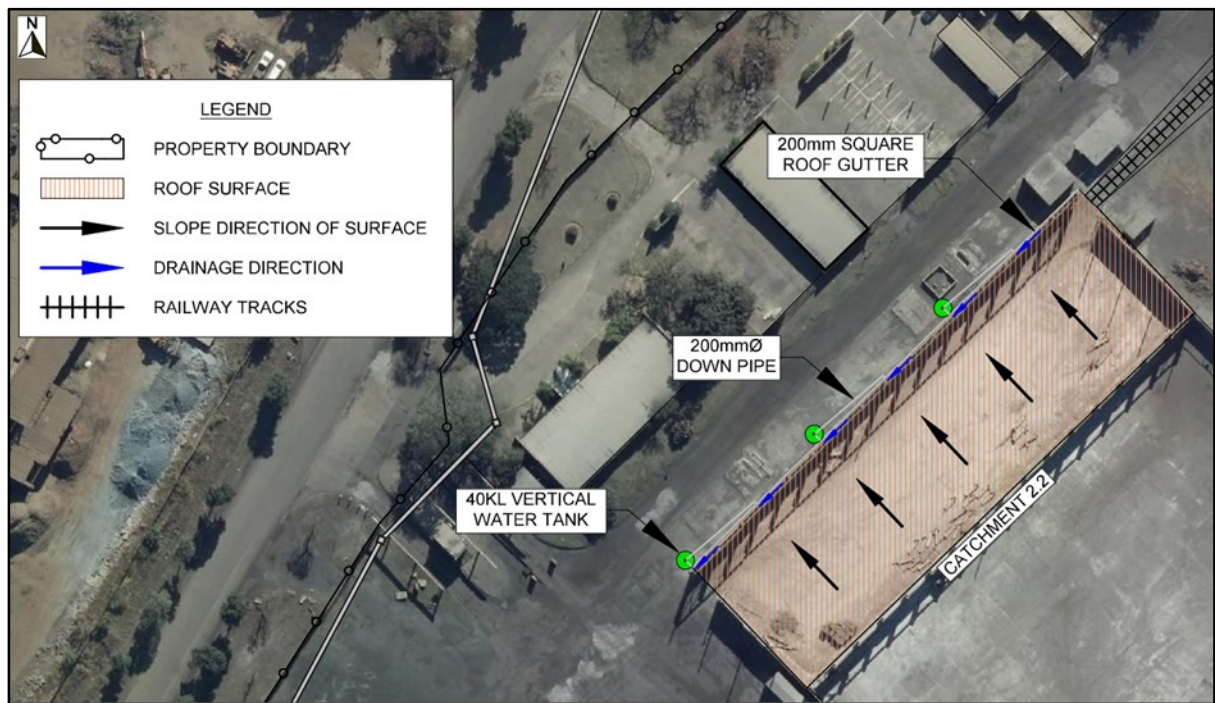 N
LEGEND
PROPERTY BOUNDARY
ROOF SURFACE
SLOPE DIRECTION OF SURFACE
DRAINAGE DIRECTION
RAILWAY TRACKS
200mm SQUARE
ROOF GUTTER
200mmØ
DOWN PIPE
40KL VERTICAL
WATER TANK
CATCHMENT 2.2